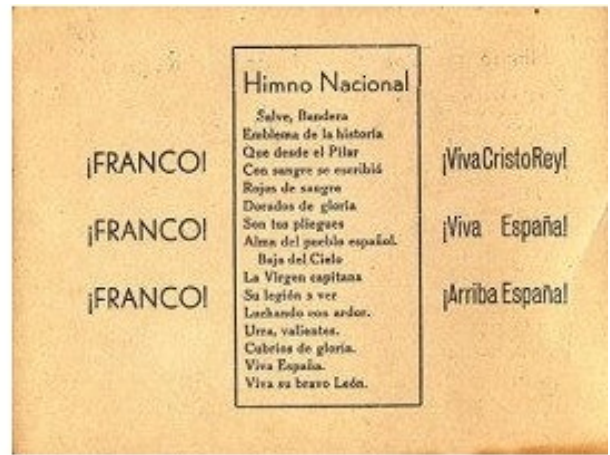 ¡FRANCO!
¡FRANCO!
¡FRANCO!
Himno Nacional
Salve, Bandera
Emblema de la historia
Que desde el Pilar
Con sangre se escribió
Rojos de sangre
Dorados de gloria
Son tus pliegues
Alma del pueblo español.
Baja del Cielo
La Virgen capitana
Su legión a ver
Luchando con ardor.
Urra, valientes.
Cubrios de gloria.
Viva España.
Viva su bravo León.
¡Viva Cristo Rey!
¡Viva España!
¡Arriba España!